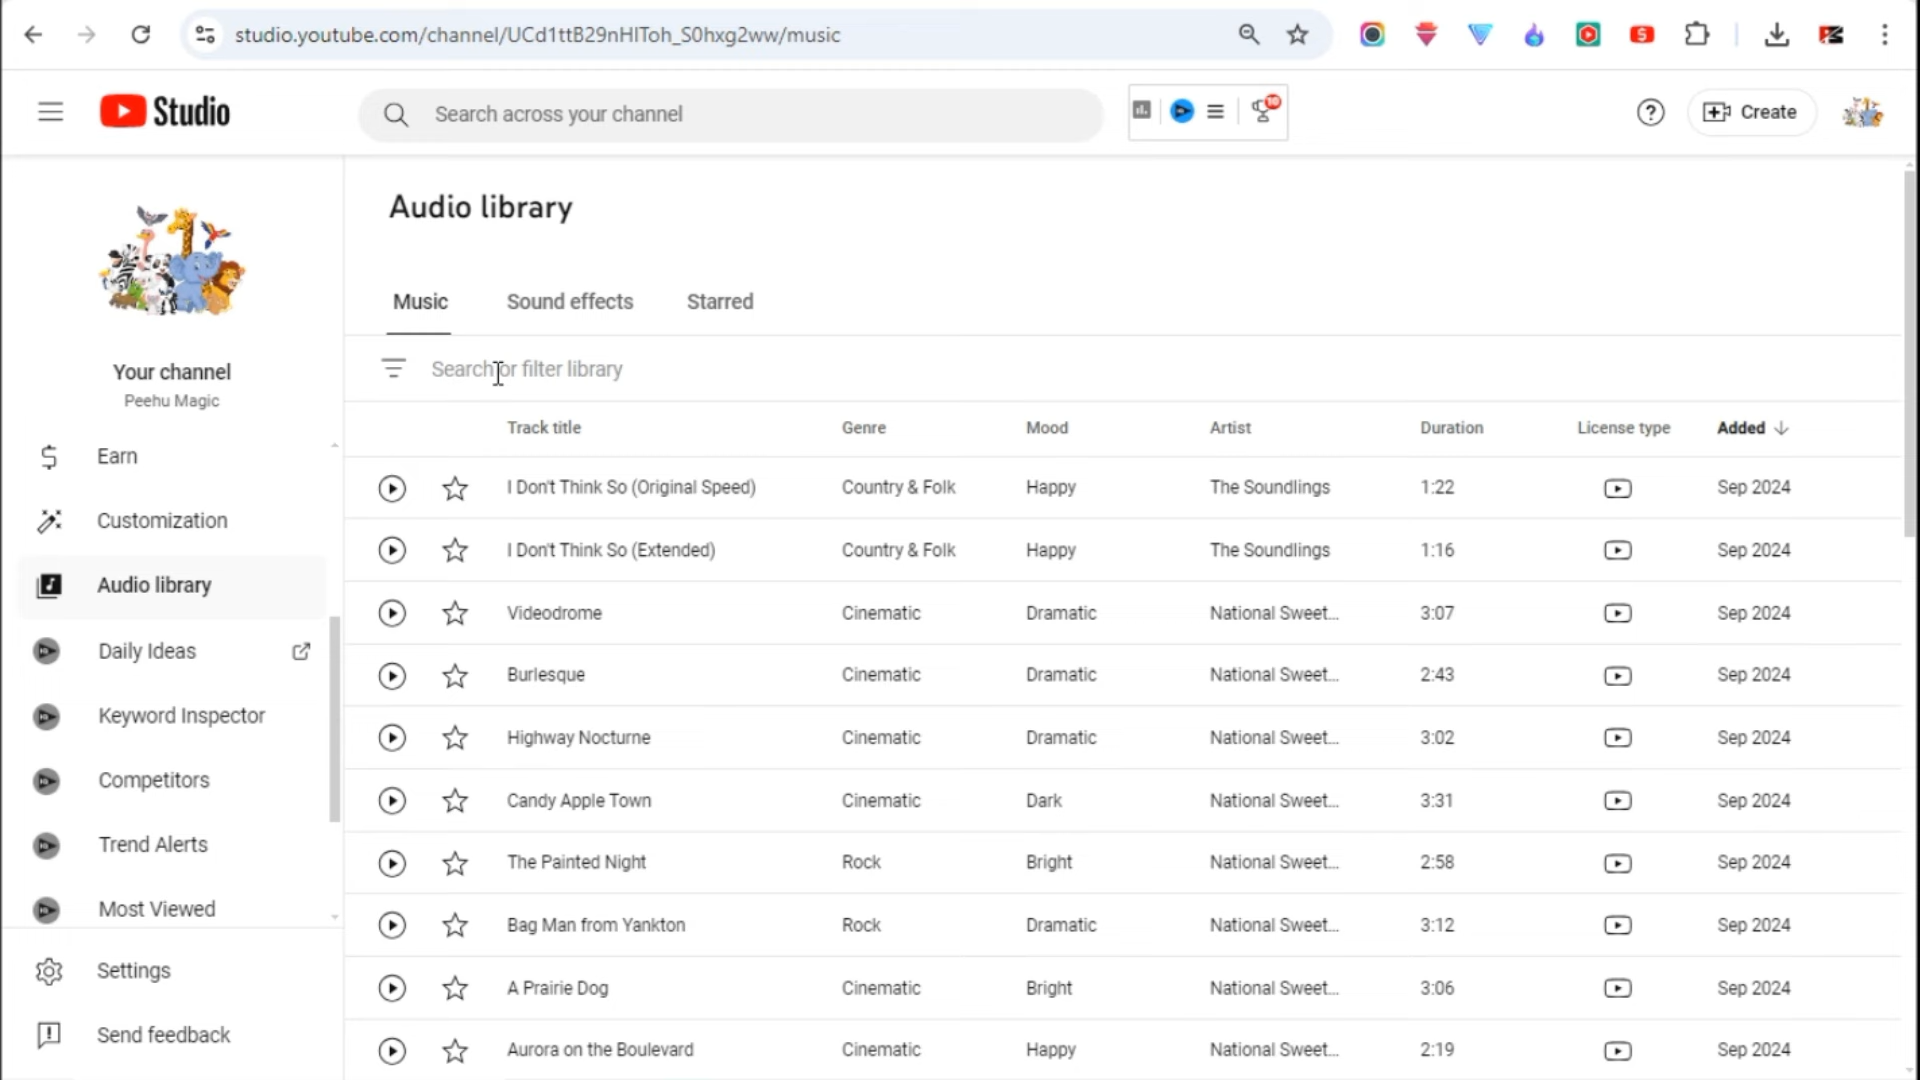 studio.youtube.com/channel/UCd1ttB29nHlToh_S0hxg2ww/music
Studio
Search across your channel
10
Create
Audio library
Music Sound effects Starred
Your channel
Peehu Magic
Search or filter library
Track title Genre Mood Artist Duration License type Added
Earn
Customization
Audio library
Daily Ideas
Keyword Inspector
Competitors
Trend Alerts
Most Viewed
Settings
Send feedback
I Don't Think So (Original Speed) Country & Folk Happy The Soundlings 1:22 Sep 2024
I Don't Think So (Extended) Country & Folk Happy The Soundlings 1:16 Sep 2024
Videodrome Cinematic Dramatic National Sweet... 3:07 Sep 2024
Burlesque Cinematic Dramatic National Sweet... 2:43 Sep 2024
Highway Nocturne Cinematic Dramatic National Sweet... 3:02 Sep 2024
Candy Apple Town Cinematic Dark National Sweet... 3:31 Sep 2024
The Painted Night Rock Bright National Sweet... 2:58 Sep 2024
Bag Man from Yankton Rock Dramatic National Sweet... 3:12 Sep 2024
A Prairie Dog Cinematic Bright National Sweet... 3:06 Sep 2024
Aurora on the Boulevard Cinematic Happy National Sweet... 2:19 Sep 2024